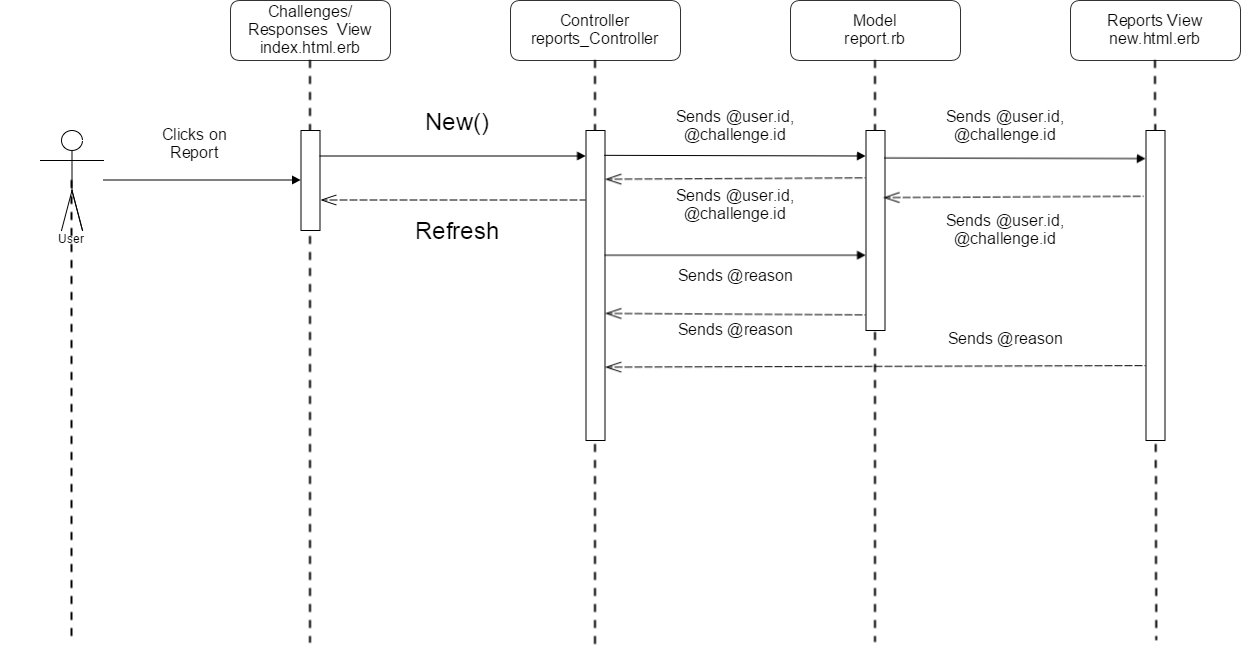 Challenges/
Responses View
index.html.erb
Controller
reports_Controller
Model
report.rb
Reports View
new.html.erb
Clicks on
Report
New()
Sends @user.id,
@challenge.id
Sends @user.id,
@challenge.id
User
Refresh
Sends @user.id,
@challenge.id
Sends @user.id,
@challenge.id
Sends @reason
Sends @reason
Sends @reason